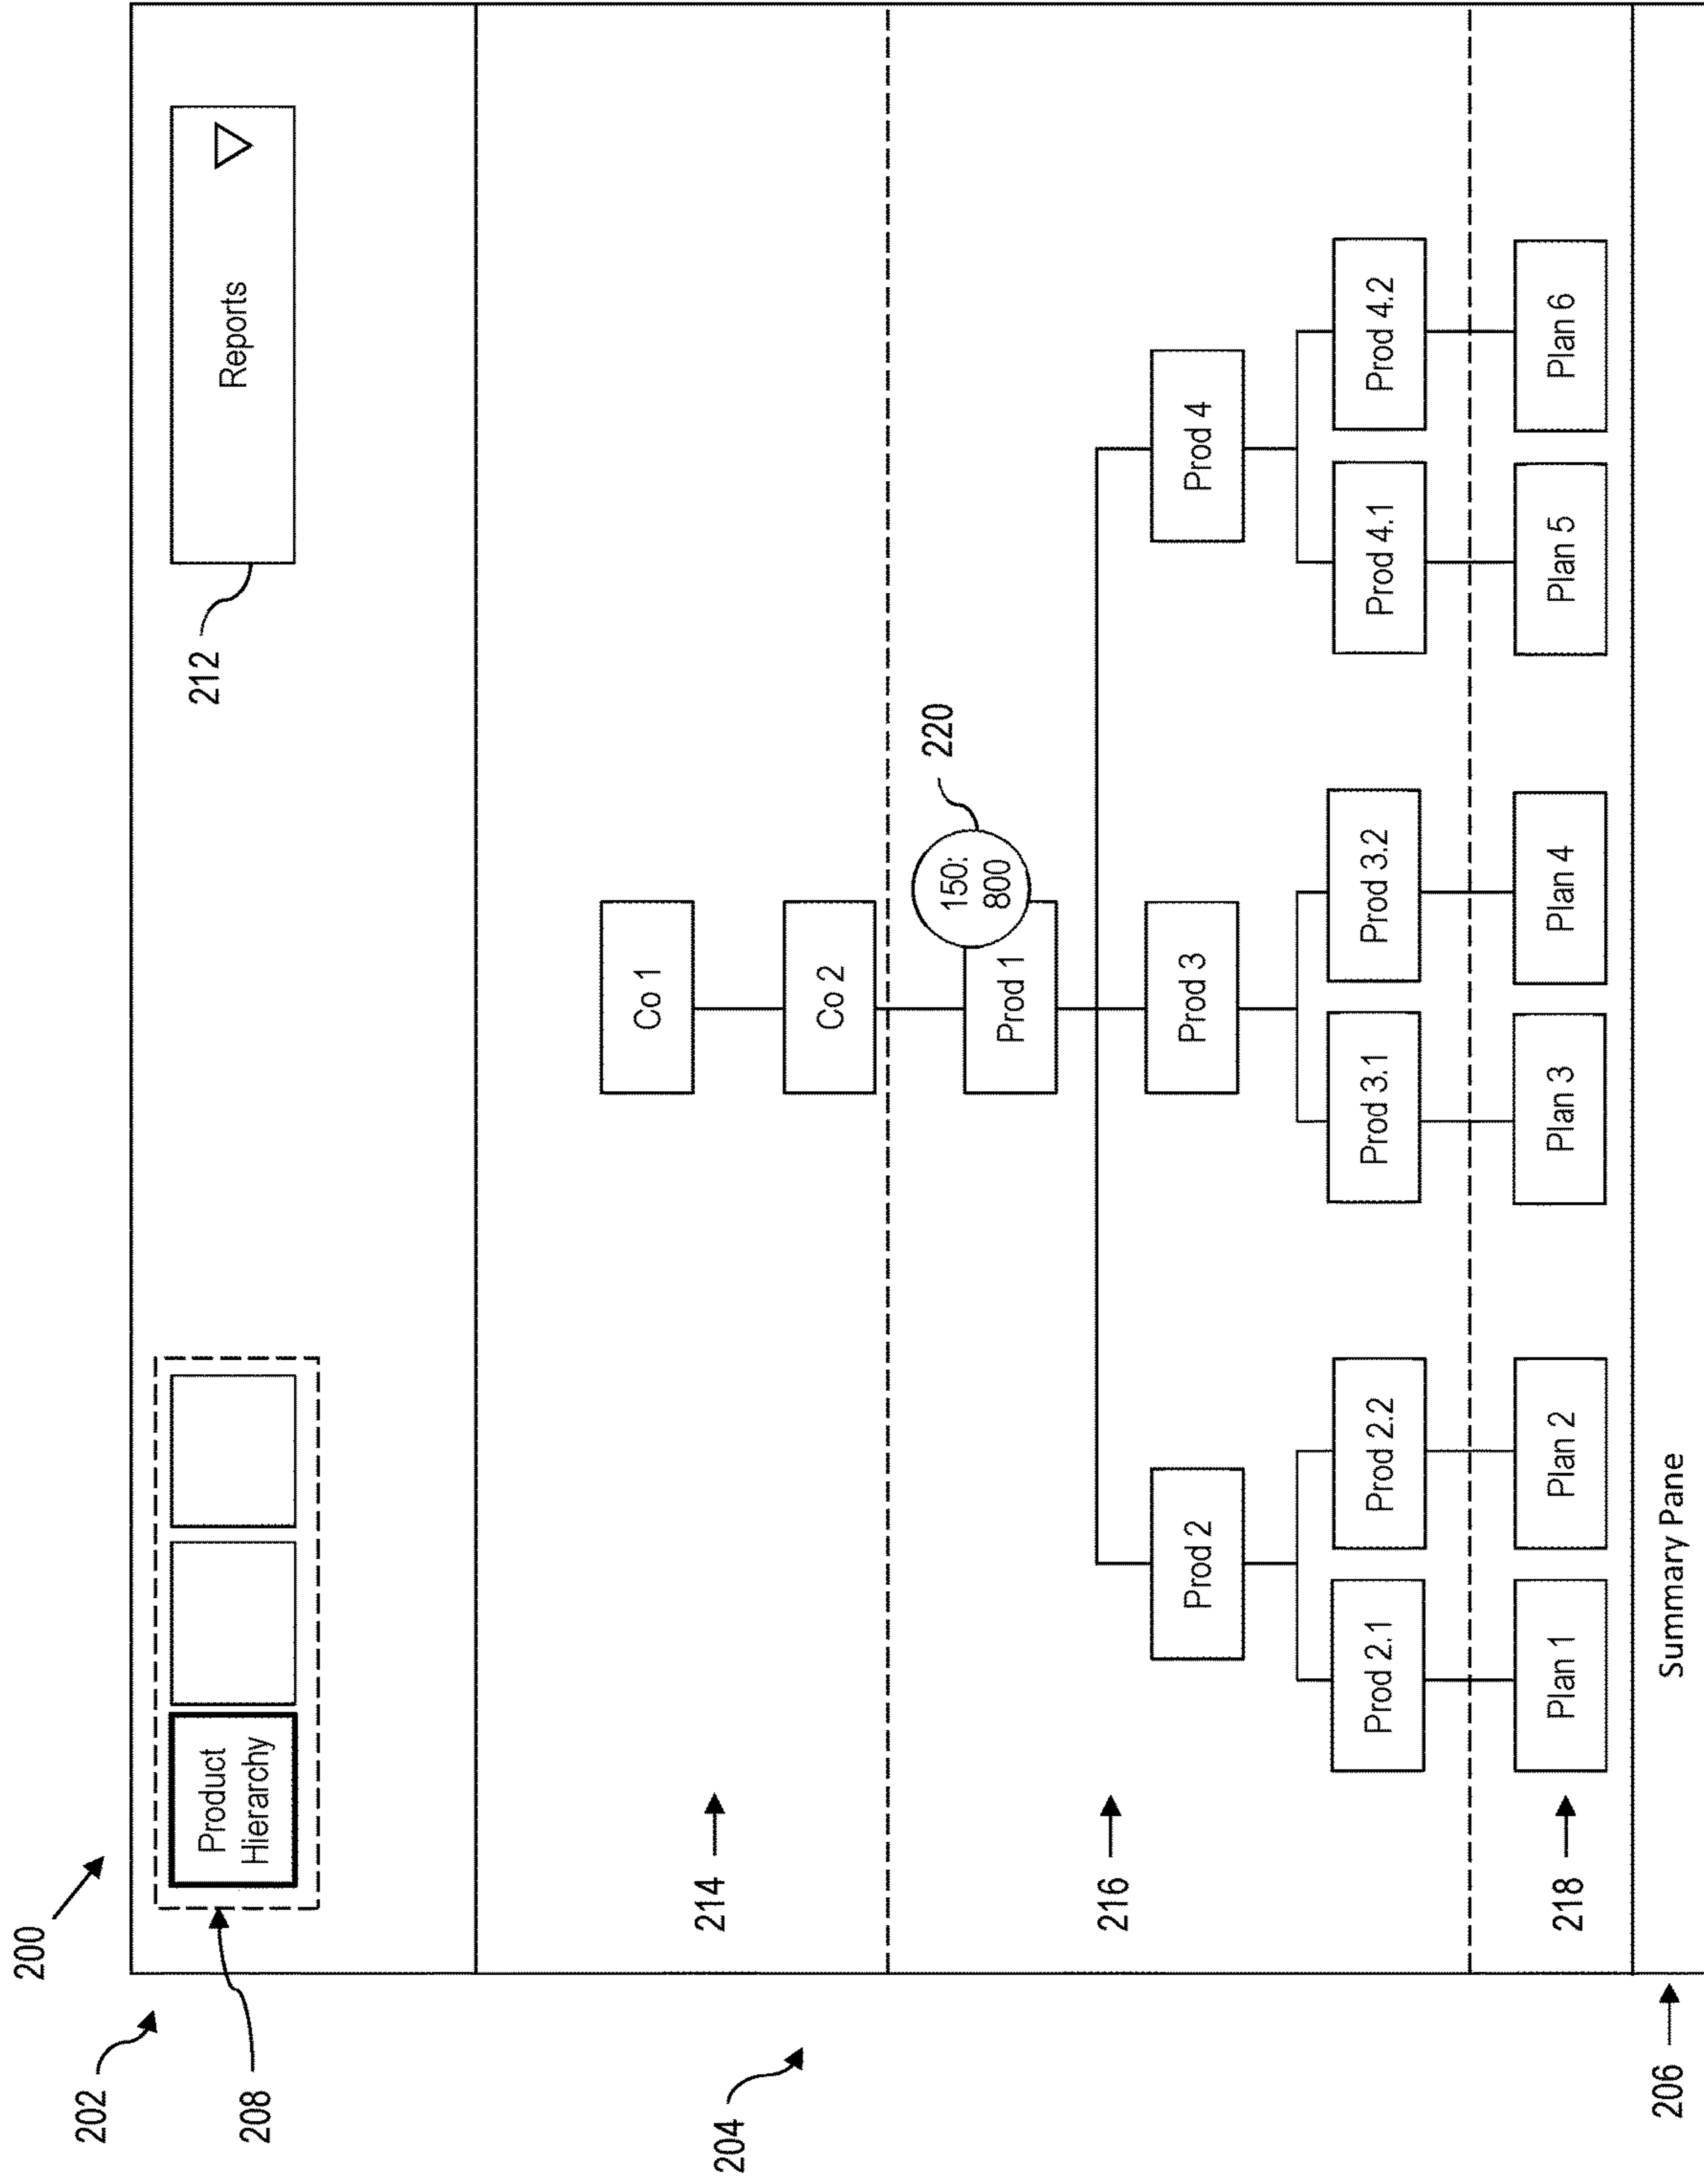 200
202
208
Product
Hierarchy
212
Reports
204
214
Co 1
Co 2
216
220
150:
800
Prod 1
Prod 2
Prod 3
Prod 4
Prod 2.1
Prod 2.2
Prod 3.1
Prod 3.2
Prod 4.1
Prod 4.2
218
Plan 1
Plan 2
Plan 3
Plan 4
Plan 5
Plan 6
206
Summary Pane